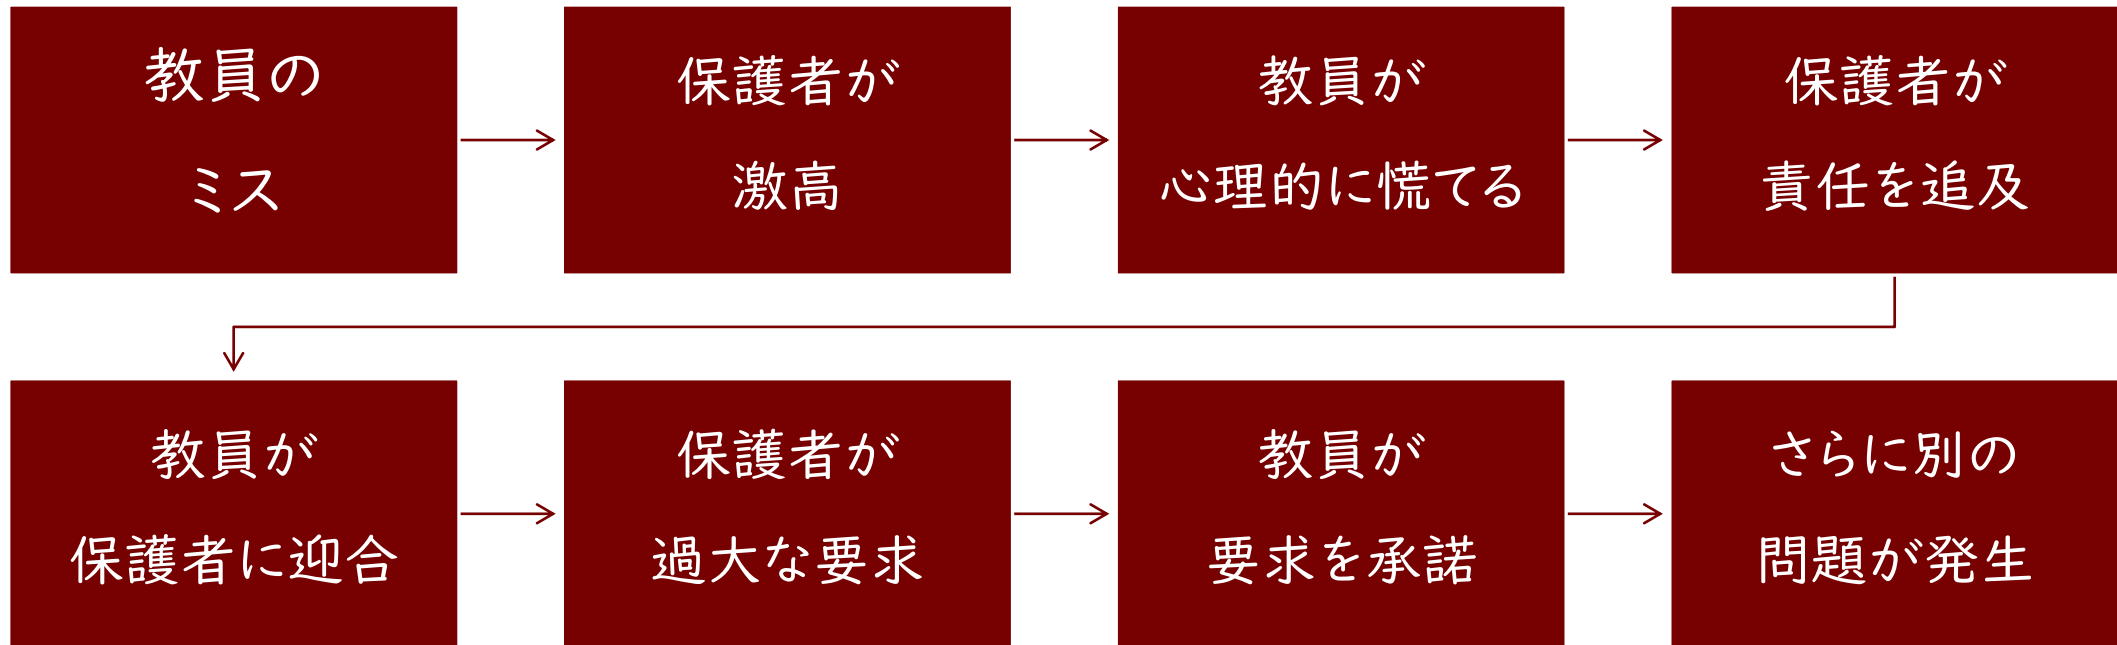 教員の
ミス
保護者が
激高
教員が
心理的に慌てる
保護者が
責任を追及
教員が
保護者に迎合
保護者が
過大な要求
教員が
要求を承諾
さらに別の
問題が発生